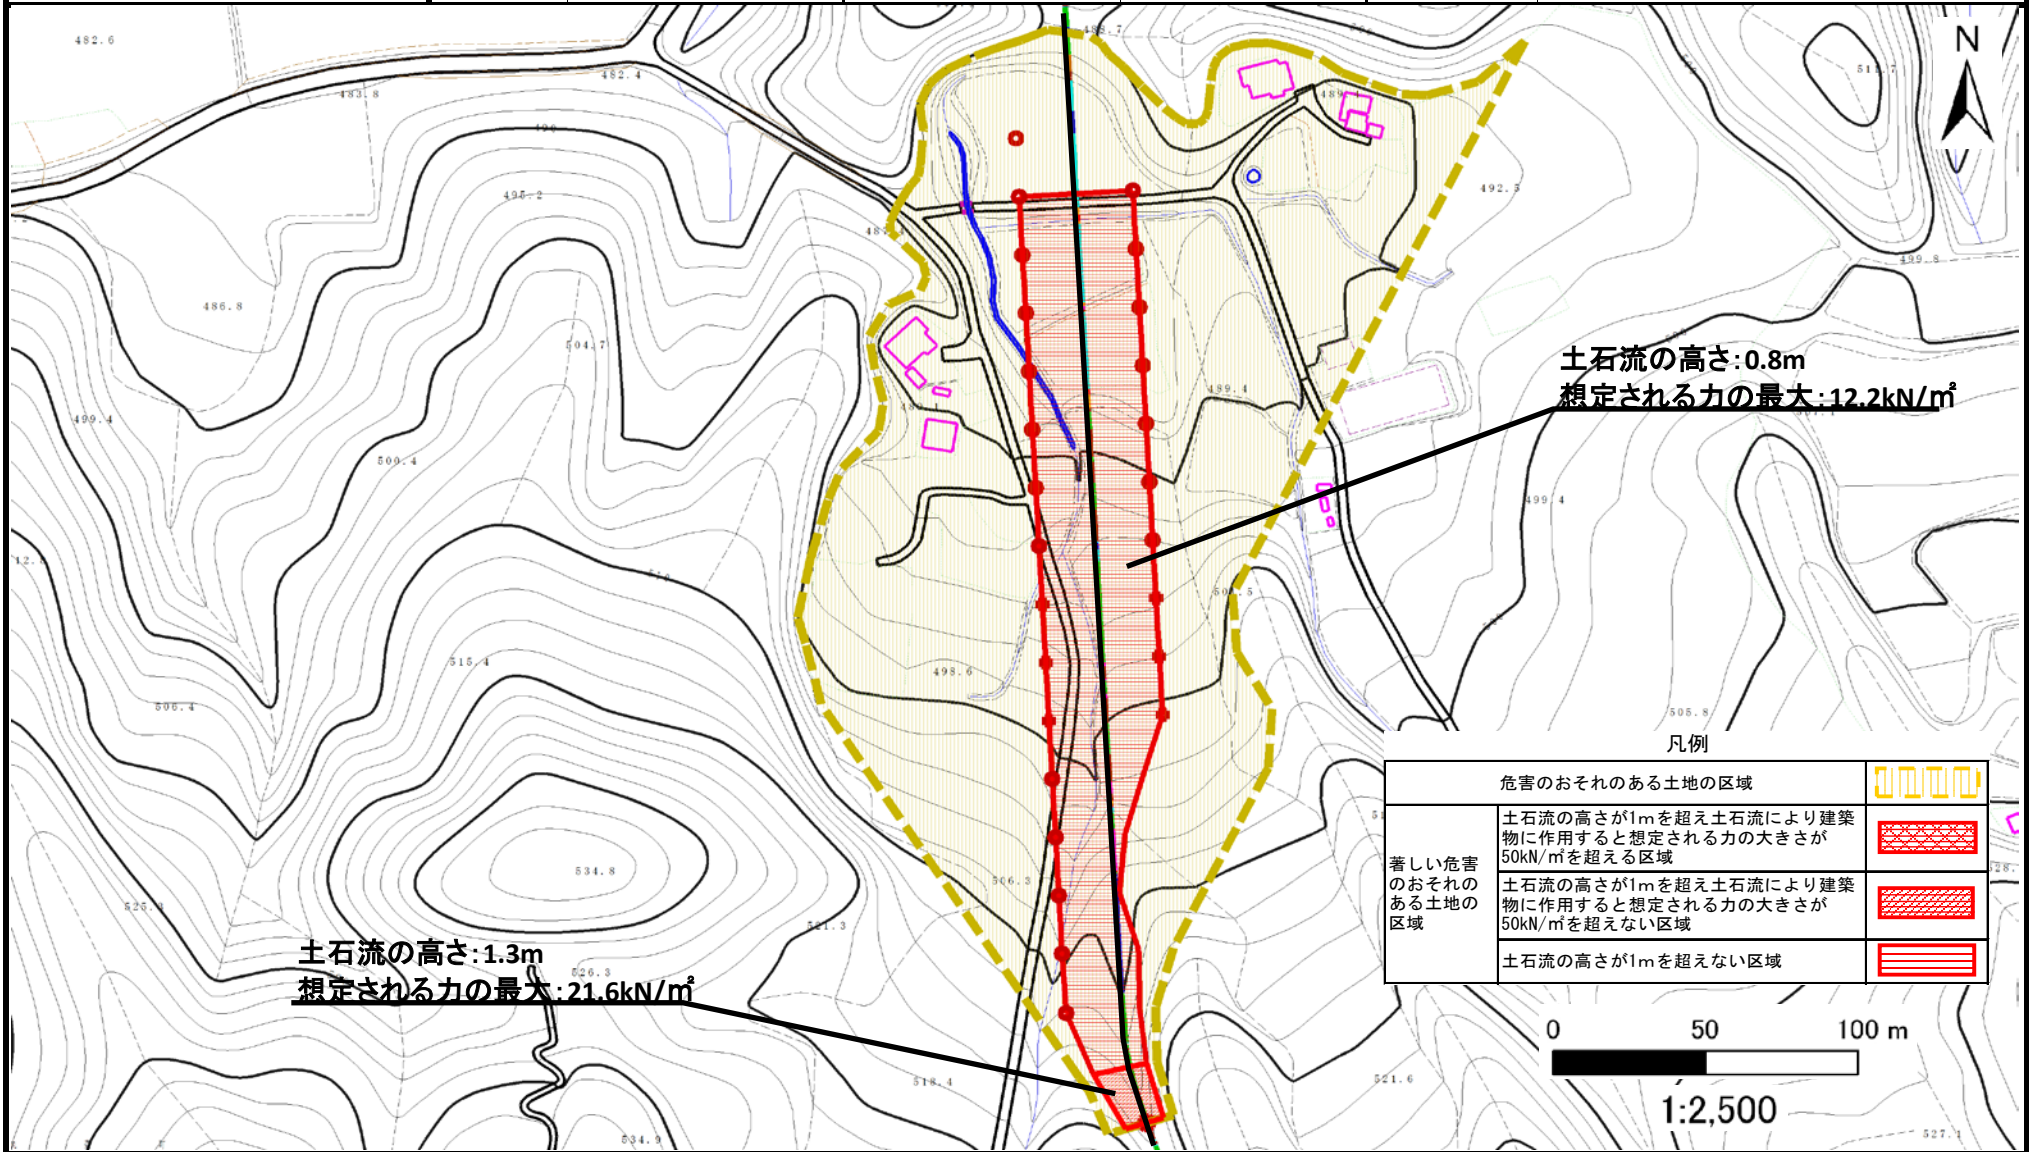 482.6
482.4
483.8
488.7
511.7
N
490
495.2
492.5
499.8
486.8
504.7
土石流の高さ:0.8m
想定される力の最大:12.2kN/㎡
499.4
489.4
500.4
499.4
515.4
498.6
506.4
505.8
凡例
危害のおそれのある土地の区域
著しい危害
のおそれの
ある土地の
区域
土石流の高さが1mを超え土石流により建築
物に作用すると想定される力の大きさが
50kN/㎡を超える区域
土石流の高さが1mを超え土石流により建築
物に作用すると想定される力の大きさが
50kN/㎡を超えない区域
土石流の高さが1mを超えない区域
534.8
506.3
521.3
土石流の高さ:1.3m
526.3
想定される力の最大:21.6kN/㎡
0 50 100 m
518.4
521.6
1:2,500
534.9
527.1